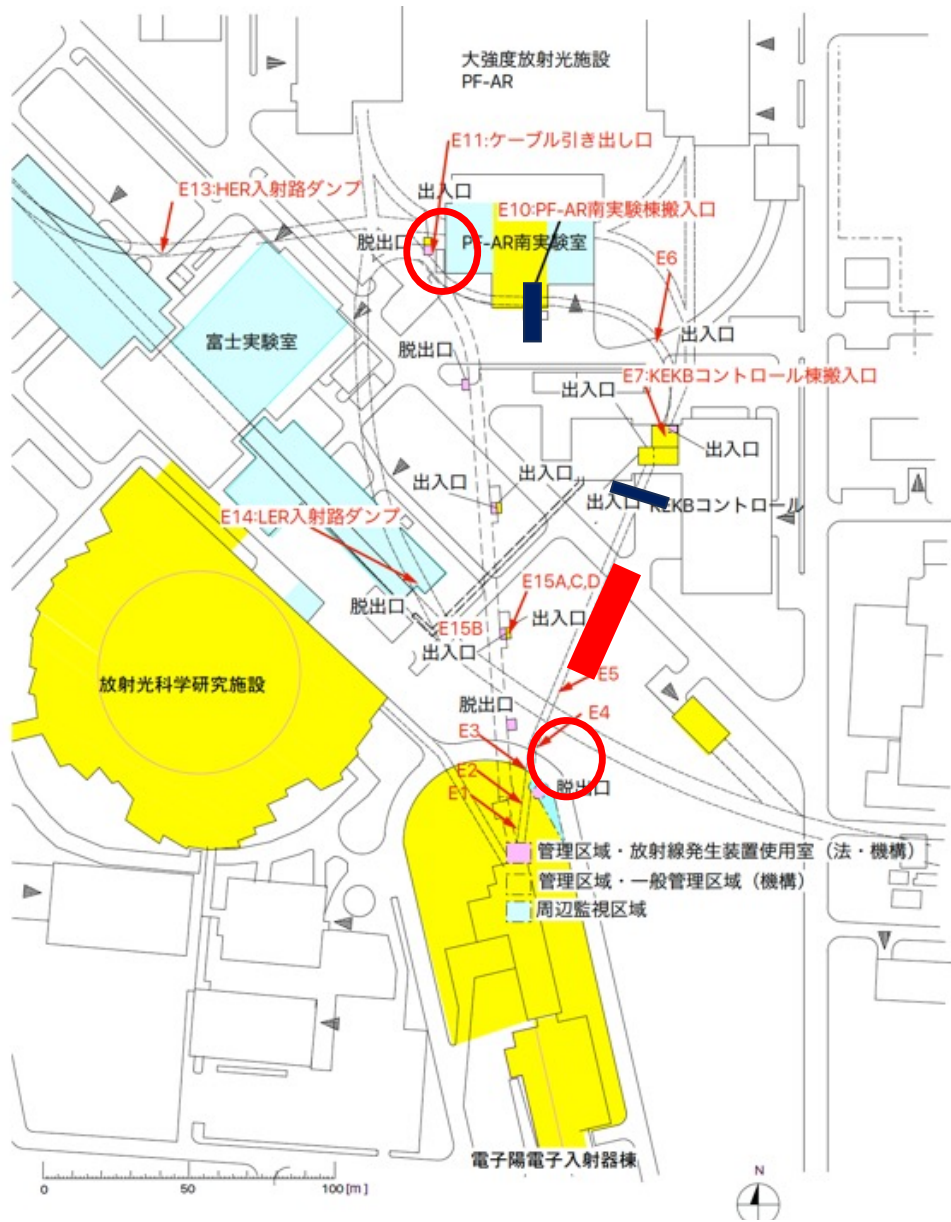 大強度放射光施設
PF-AR
E11:ケーブル引き出し口
E13:HER入射路ダンプ
出入口
E10:PF-AR南実験棟搬入口
脱出口
PF-AR南実験室
E6
富士実験室
出入口
脱出口
E7:KEKBコントロール棟搬入口
出入口
出入口
出入口
出入口
出入口
KEKBコントロール
E14:LER入射路ダンプ
E15A,C,D
脱出口
出入口
E15B
出入口
放射光科学研究施設
E5
脱出口
E4
E3
E2
脱出口
E1
管理区域・放射線発生装置使用室（法・機構）
管理区域・一般管理区域（機構）
周辺監視区域
電子陽電子入射器棟
N
0 50 100 [m]